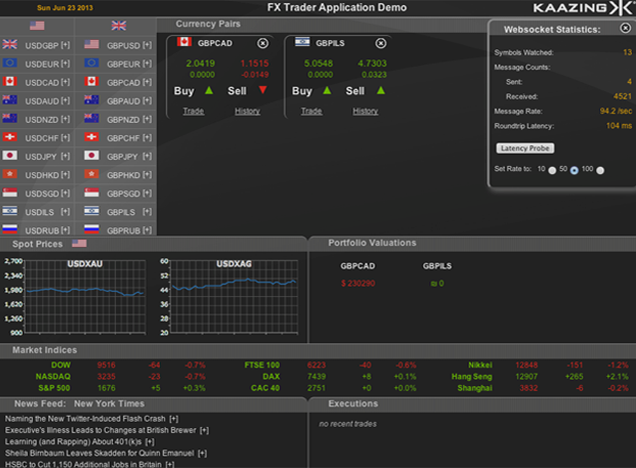 Sun Jun 23 2013
FX Trader Application Demo
KAAZING
Currency Pairs
USDGBP [+] GBPUSD [+]
USDEUR [+] GBPEUR [+]
USDCAD [+] GBPCAD [+]
USDAUD [+] GBPAUD [+]
USDNZD [+] GBPNZD [+]
USDCHF [+] GBPCHF [+]
USDJPY [+] GBPJPY [+]
USDHKD [+] GBPHKD [+]
USDSGD [+] GBPSGD [+]
USDILS [+] GBPILS [+]
USDRUB [+] GBPRUB [+]
GBPCAD
2.0419 1.1515
0.0000 -0.0149
Buy Sell
Trade History
GBPILS
5.0548 4.7303
0.0000 0.0323
Buy Sell
Trade History
Websocket Statistics:
Symbols Watched: 13
Message Counts:
Sent: 4
Received: 4521
Message Rate: 94.2 /sec
Roundtrip Latency: 104 ms
Latency Probe
Set Rate to: 10 50 100
Spot Prices
USDXAU
2,700
2,340
1,980
1,620
1,260
900
USDXAG
60
52
44
36
28
20
Portfolio Valuations
GBPCAD GBPILS
$ 230290 ₪ 0
Market Indices
DOW 9516 -64 -0.7% FTSE 100 6223 -40 -0.6% Nikkei 12848 -151 -1.2%
NASDAQ 3235 -23 -0.7% DAX 7439 +8 +0.1% Hang Seng 12907 +265 +2.1%
S&P 500 1676 +5 +0.3% CAC 40 2751 +0 +0.0% Shanghai 3832 -6 -0.2%
News Feed: New York Times
Naming the New Twitter-Induced Flash Crash [+]
Executive's Illness Leads to Changes at British Brewer [+]
Learning (and Rapping) About 401(k)s [+]
Sheila Birnbaum Leaves Skadden for Quinn Emanuel [+]
HSBC to Cut 1,150 Additional Jobs in Britain [+]
Executions
no recent trades